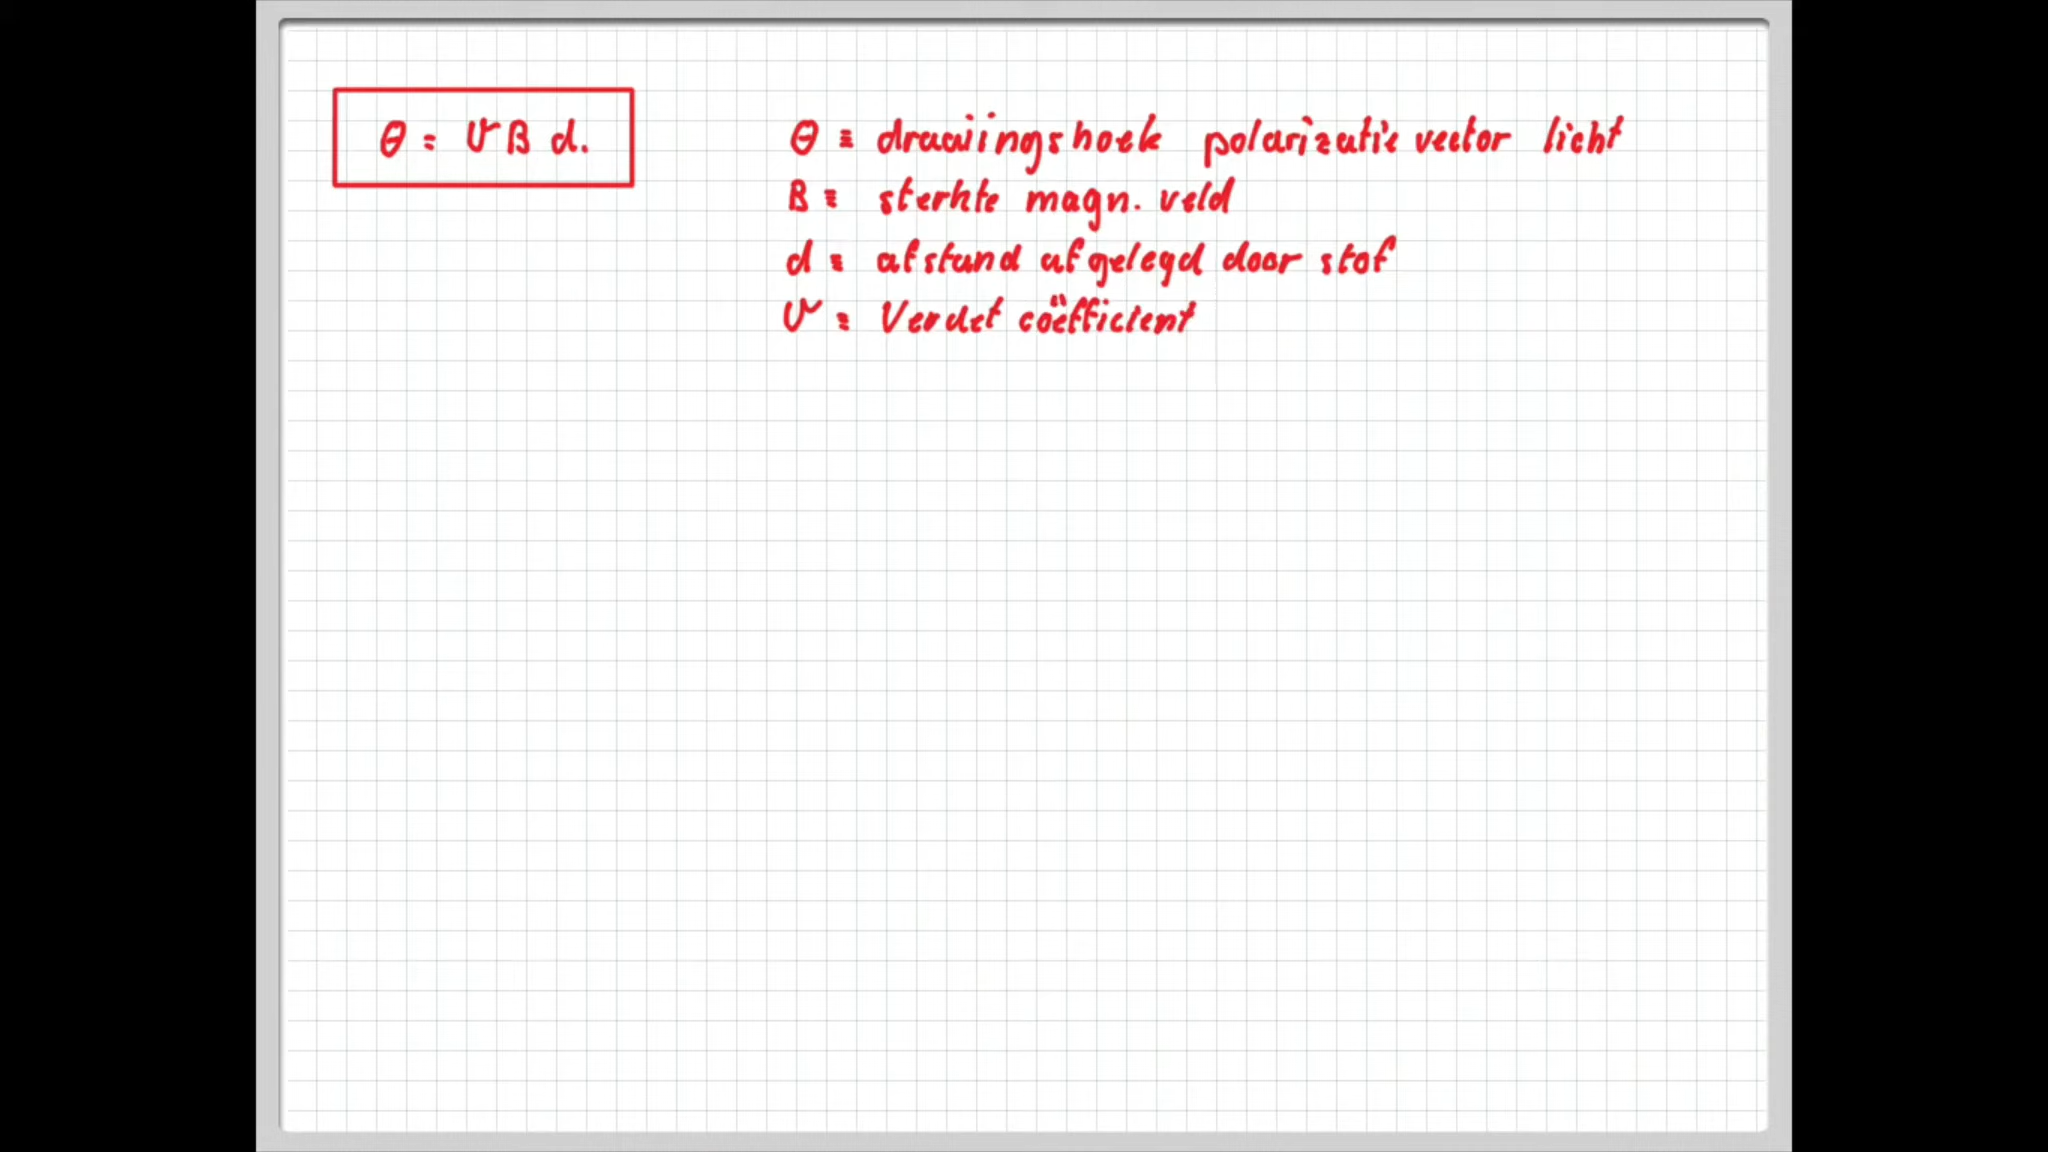 θ = V B d.
θ ≡ draaiingshoek polarizatie vector licht
B ≡ sterkte magn. veld
d ≡ afstand afgelegd door stof
V ≡ Verdet coëfficient